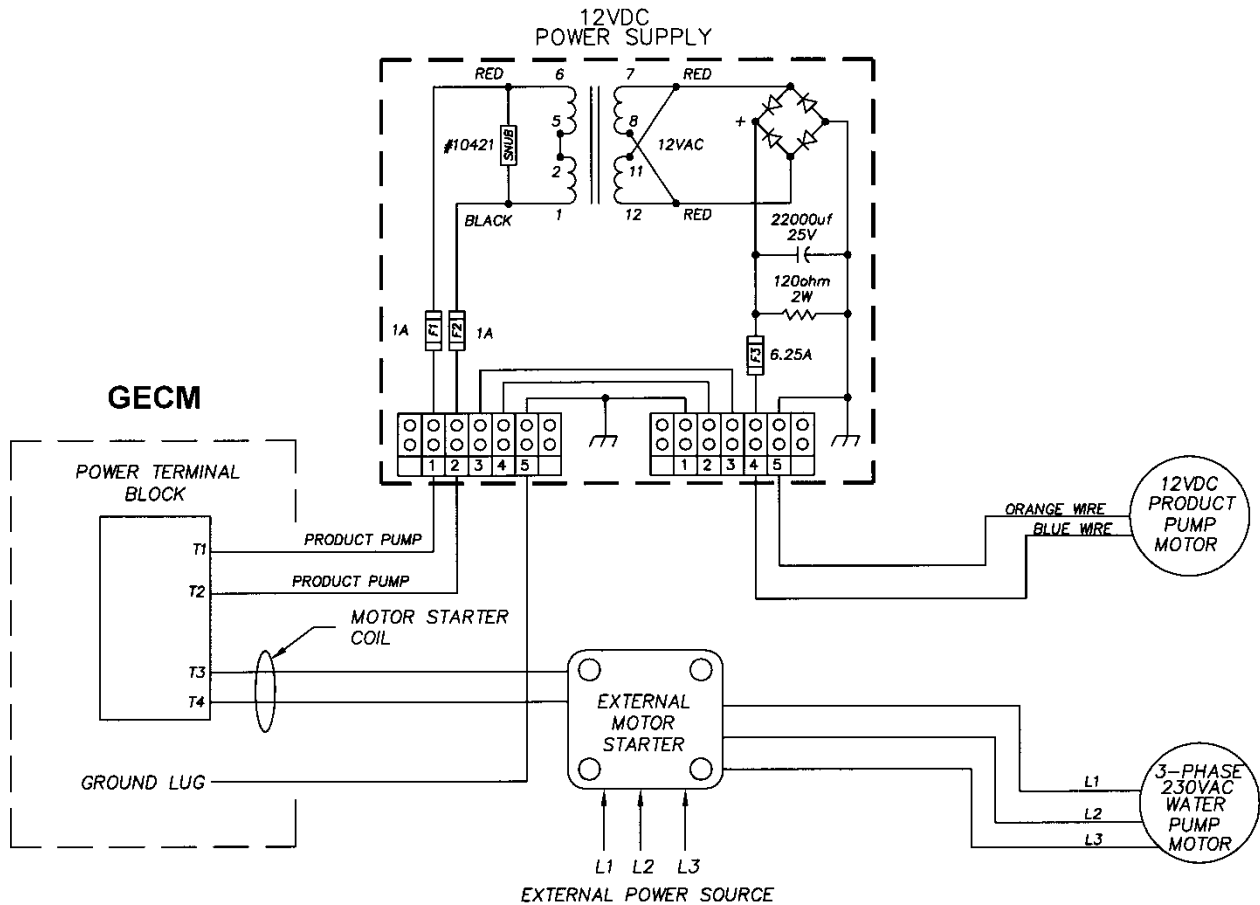 12VDC
POWER SUPPLY
RED
6
7
RED
5
8
+
#10421
SNUB
12VAC
2
11
1
12
BLACK
RED
22000uf
25V
120ohm
2W
1A
F1
F2
1A
F3
6.25A
GECM
1 2 3 4 5
1 2 3 4 5
POWER TERMINAL
BLOCK
12VDC
PRODUCT
PUMP
MOTOR
ORANGE WIRE
BLUE WIRE
T1
PRODUCT PUMP
T2
PRODUCT PUMP
MOTOR STARTER
COIL
T3
T4
EXTERNAL
MOTOR
STARTER
GROUND LUG
3-PHASE
230VAC
WATER
PUMP
MOTOR
L1
L2
L3
L1 L2 L3
EXTERNAL POWER SOURCE